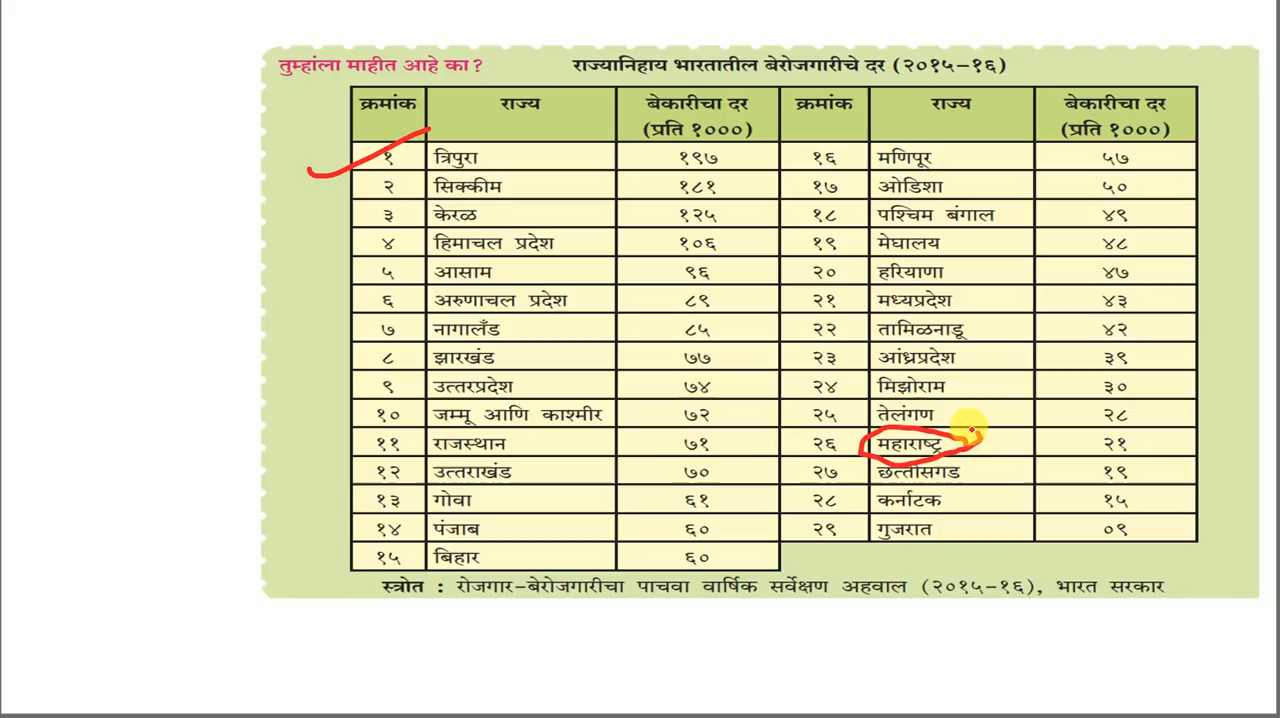 तुम्हांला माहीत आहे का? राज्यानिहाय भारतातील बेरोजगारीचे दर (२०१५-१६)
क्रमांक राज्य बेकारीचा दर (प्रति १०००) क्रमांक राज्य बेकारीचा दर (प्रति १०००)
१ त्रिपुरा १९७ १६ मणिपूर ५७
२ सिक्कीम १८१ १७ ओडिशा ५०
३ केरळ १२५ १८ पश्चिम बंगाल ४९
४ हिमाचल प्रदेश १०६ १९ मेघालय ४८
५ आसाम ९६ २० हरियाणा ४७
६ अरुणाचल प्रदेश ८९ २१ मध्यप्रदेश ४३
७ नागालँड ८५ २२ तामिळनाडू ४२
८ झारखंड ७७ २३ आंध्रप्रदेश ३९
९ उत्तरप्रदेश ७४ २४ मिझोराम ३०
१० जम्मू आणि काश्मीर ७२ २५ तेलंगण २८
११ राजस्थान ७१ २६ महाराष्ट्र २१
१२ उत्तराखंड ७० २७ छत्तीसगड १९
१३ गोवा ६१ २८ कर्नाटक १५
१४ पंजाब ६० २९ गुजरात ०९
१५ बिहार ६०
स्त्रोत : रोजगार-बेरोजगारीचा पाचवा वार्षिक सर्वेक्षण अहवाल (२०१५-१६), भारत सरकार